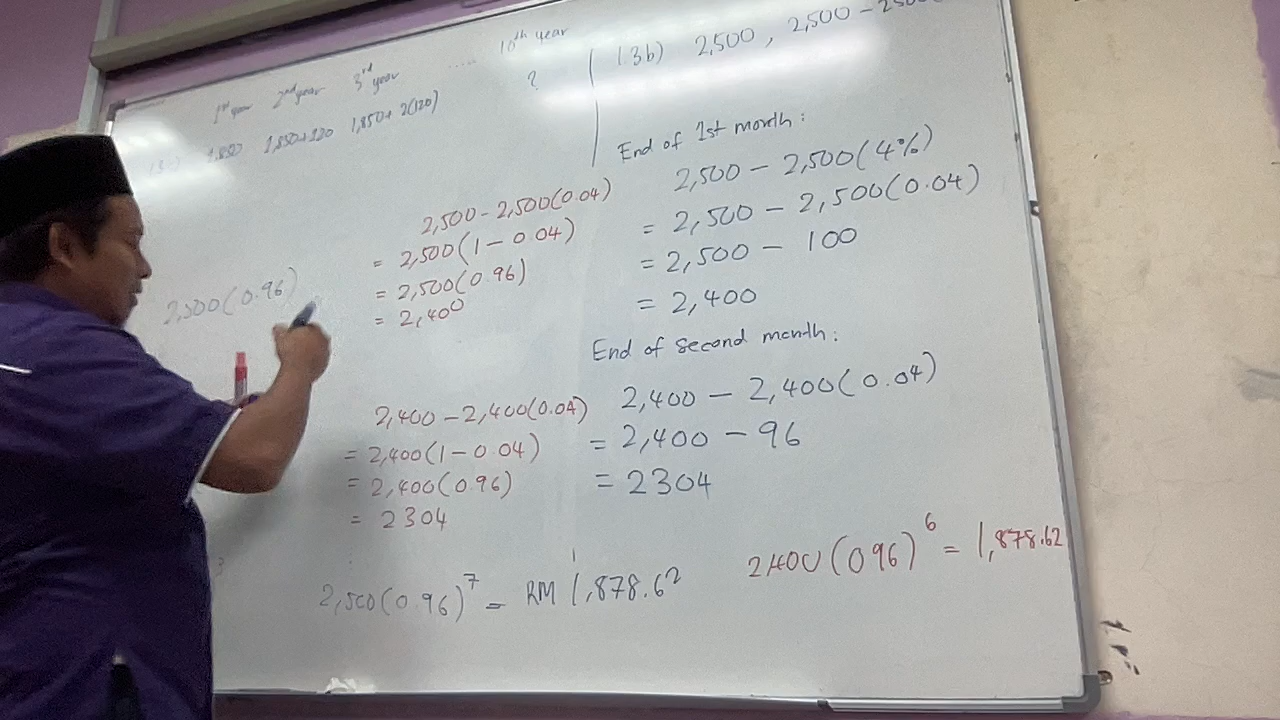 1st year 2nd year 3rd year ..... 10th year
1,850 1,850+120 1,850+ 2(120) ?
2,500(0.96)
2,500 - 2,500(0.04)
= 2,500(1 - 0.04)
= 2,500(0.96)
= 2,400
2,400 - 2,400(0.04)
= 2,400(1 - 0.04)
= 2,400(0.96)
= 2304
2,500(0.96)^7 = RM 1,878.62
13b) 2,500 , 2,500 - 2500
End of 1st month:
2,500 - 2,500(4%)
= 2,500 - 2,500(0.04)
= 2,500 - 100
= 2,400
End of second month:
2,400 - 2,400(0.04)
= 2,400 - 96
= 2304
2400(096)^6 = 1,878.62